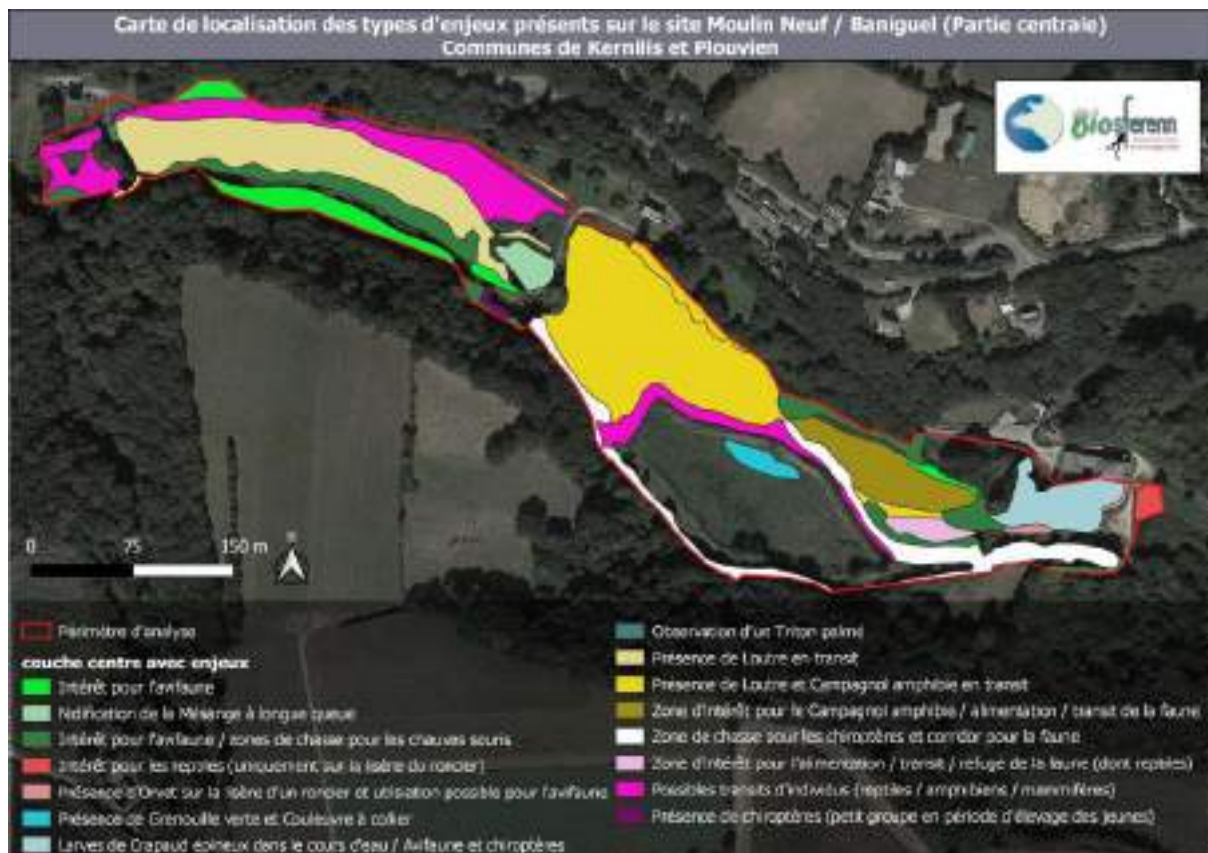 Carte de localisation des types d'enjeux présents sur le site Moulin Neuf / Baniguel (Partie centrale)
Communes de Kernilis et Plouvien
Biosferenn
0 75 150 m
Périmètre d'analyse
couche centre avec enjeux
Intérêt pour l'avifaune
Nidification de la Mésange à longue queue
Intérêt pour l'avifaune / zones de chasse pour les chauves souris
Intérêt pour les reptiles (uniquement sur la lisère du roncier)
Présence d'Orvet sur la lisère d'un roncier et utilisation possible pour l'avifaune
Présence de Grenouille verte et Couleuvre à collier
Larves de Crapaud épineux dans le cours d'eau / Avifaune et chiroptères
Observation d'un Triton palmé
Présence de Loutre en transit
Présence de Loutre et Campagnol amphibie en transit
Zone d'intérêt pour le Campagnol amphibie / alimentation / transit de la faune
Zone de chasse pour les chiroptères et corridor pour la faune
Zone d'intérêt pour l'alimentation / transit / refuge de la faune (dont reptiles)
Possibles transits d'individus (reptiles / amphibiens / mammifères)
Présence de chiroptères (petit groupe en période d'élevage des jeunes)